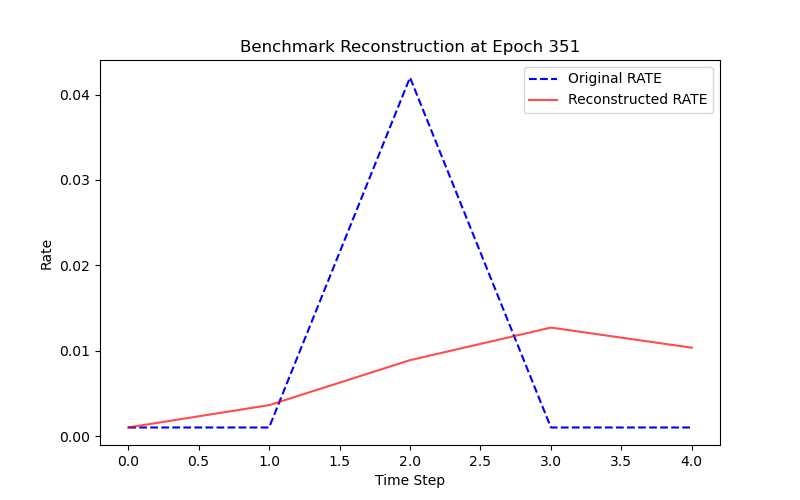 Benchmark Reconstruction at Epoch 351
Original RATE
Reconstructed RATE
0.04
0.03
0.02
0.01
0.00
Rate
0.0 0.5 1.0 1.5 2.0 2.5 3.0 3.5 4.0
Time Step